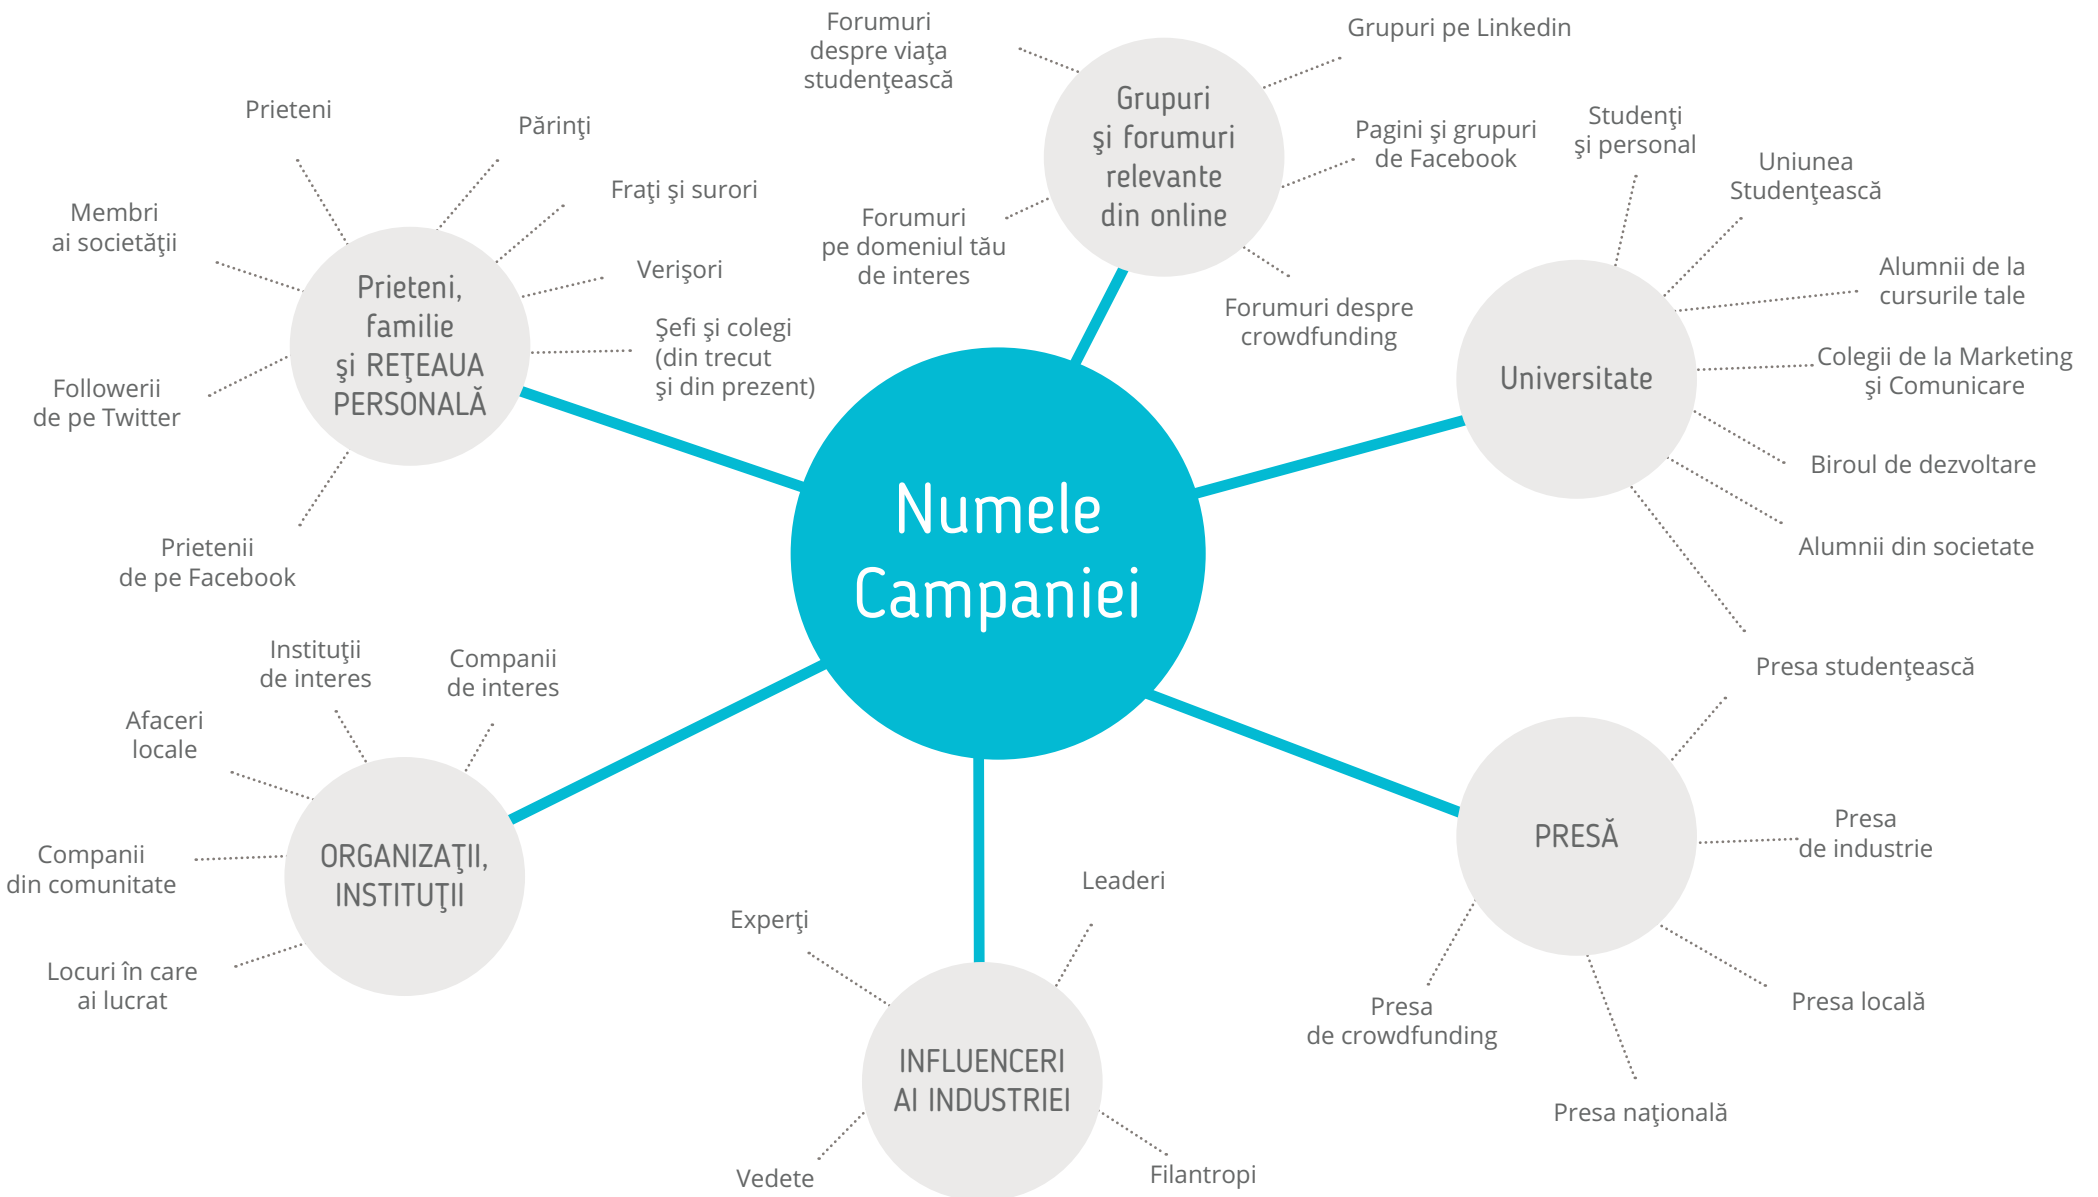 Forumuri
despre viaţa
studenţească
Grupuri pe Linkedin
Grupuri
şi forumuri
relevante
din online
Pagini şi grupuri
de Facebook
Forumuri
pe domeniul tău
de interes
Forumuri despre
crowdfunding
Prieteni
Părinţi
Fraţi şi surori
Membri
ai societăţii
Verişori
Prieteni,
familie
şi REŢEAUA
PERSONALĂ
Şefi şi colegi
(din trecut
şi din prezent)
Followerii
de pe Twitter
Prietenii
de pe Facebook
Studenţi
şi personal
Uniunea
Studenţească
Alumnii de la
cursurile tale
Universitate
Colegii de la Marketing
şi Comunicare
Biroul de dezvoltare
Alumnii din societate
Numele
Campaniei
Presa studenţească
PRESĂ
Presa
de industrie
Presa locală
Presa
de crowdfunding
Presa naţională
Instituţii
de interes
Companii
de interes
Afaceri
locale
ORGANIZAŢII,
INSTITUŢII
Companii
din comunitate
Locuri în care
ai lucrat
Leaderi
Experţi
INFLUENCERI
AI INDUSTRIEI
Vedete
Filantropi